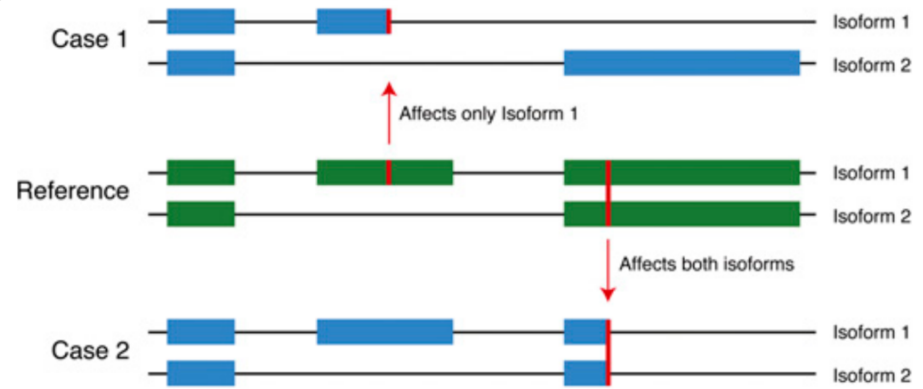 Case 1
Isoform 1
Isoform 2
Affects only Isoform 1
Reference
Isoform 1
Isoform 2
Affects both isoforms
Case 2
Isoform 1
Isoform 2